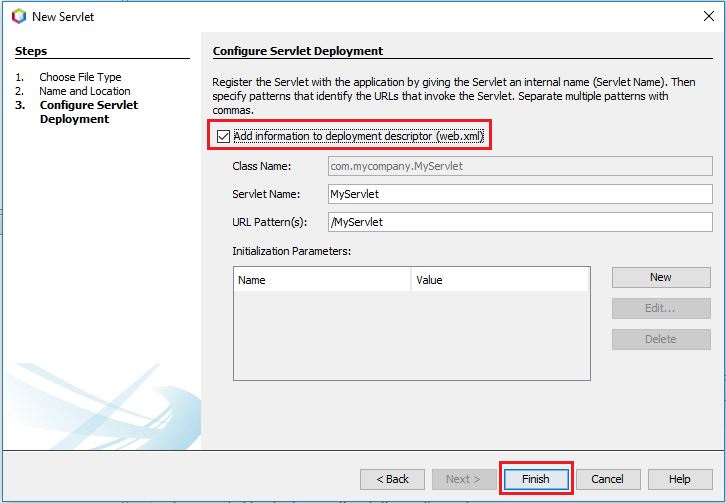 New Servlet
Steps
1. Choose File Type
2. Name and Location
3. Configure Servlet
Deployment
Configure Servlet Deployment
Register the Servlet with the application by giving the Servlet an internal name (Servlet Name). Then
specify patterns that identify the URLs that invoke the Servlet. Separate multiple patterns with
commas.
Add information to deployment descriptor (web.xml)
Class Name: com.mycompany.MyServlet
Servlet Name: MyServlet
URL Pattern(s): /MyServlet
Initialization Parameters:
Name Value
New
Edit...
Delete
< Back Next > Finish Cancel Help